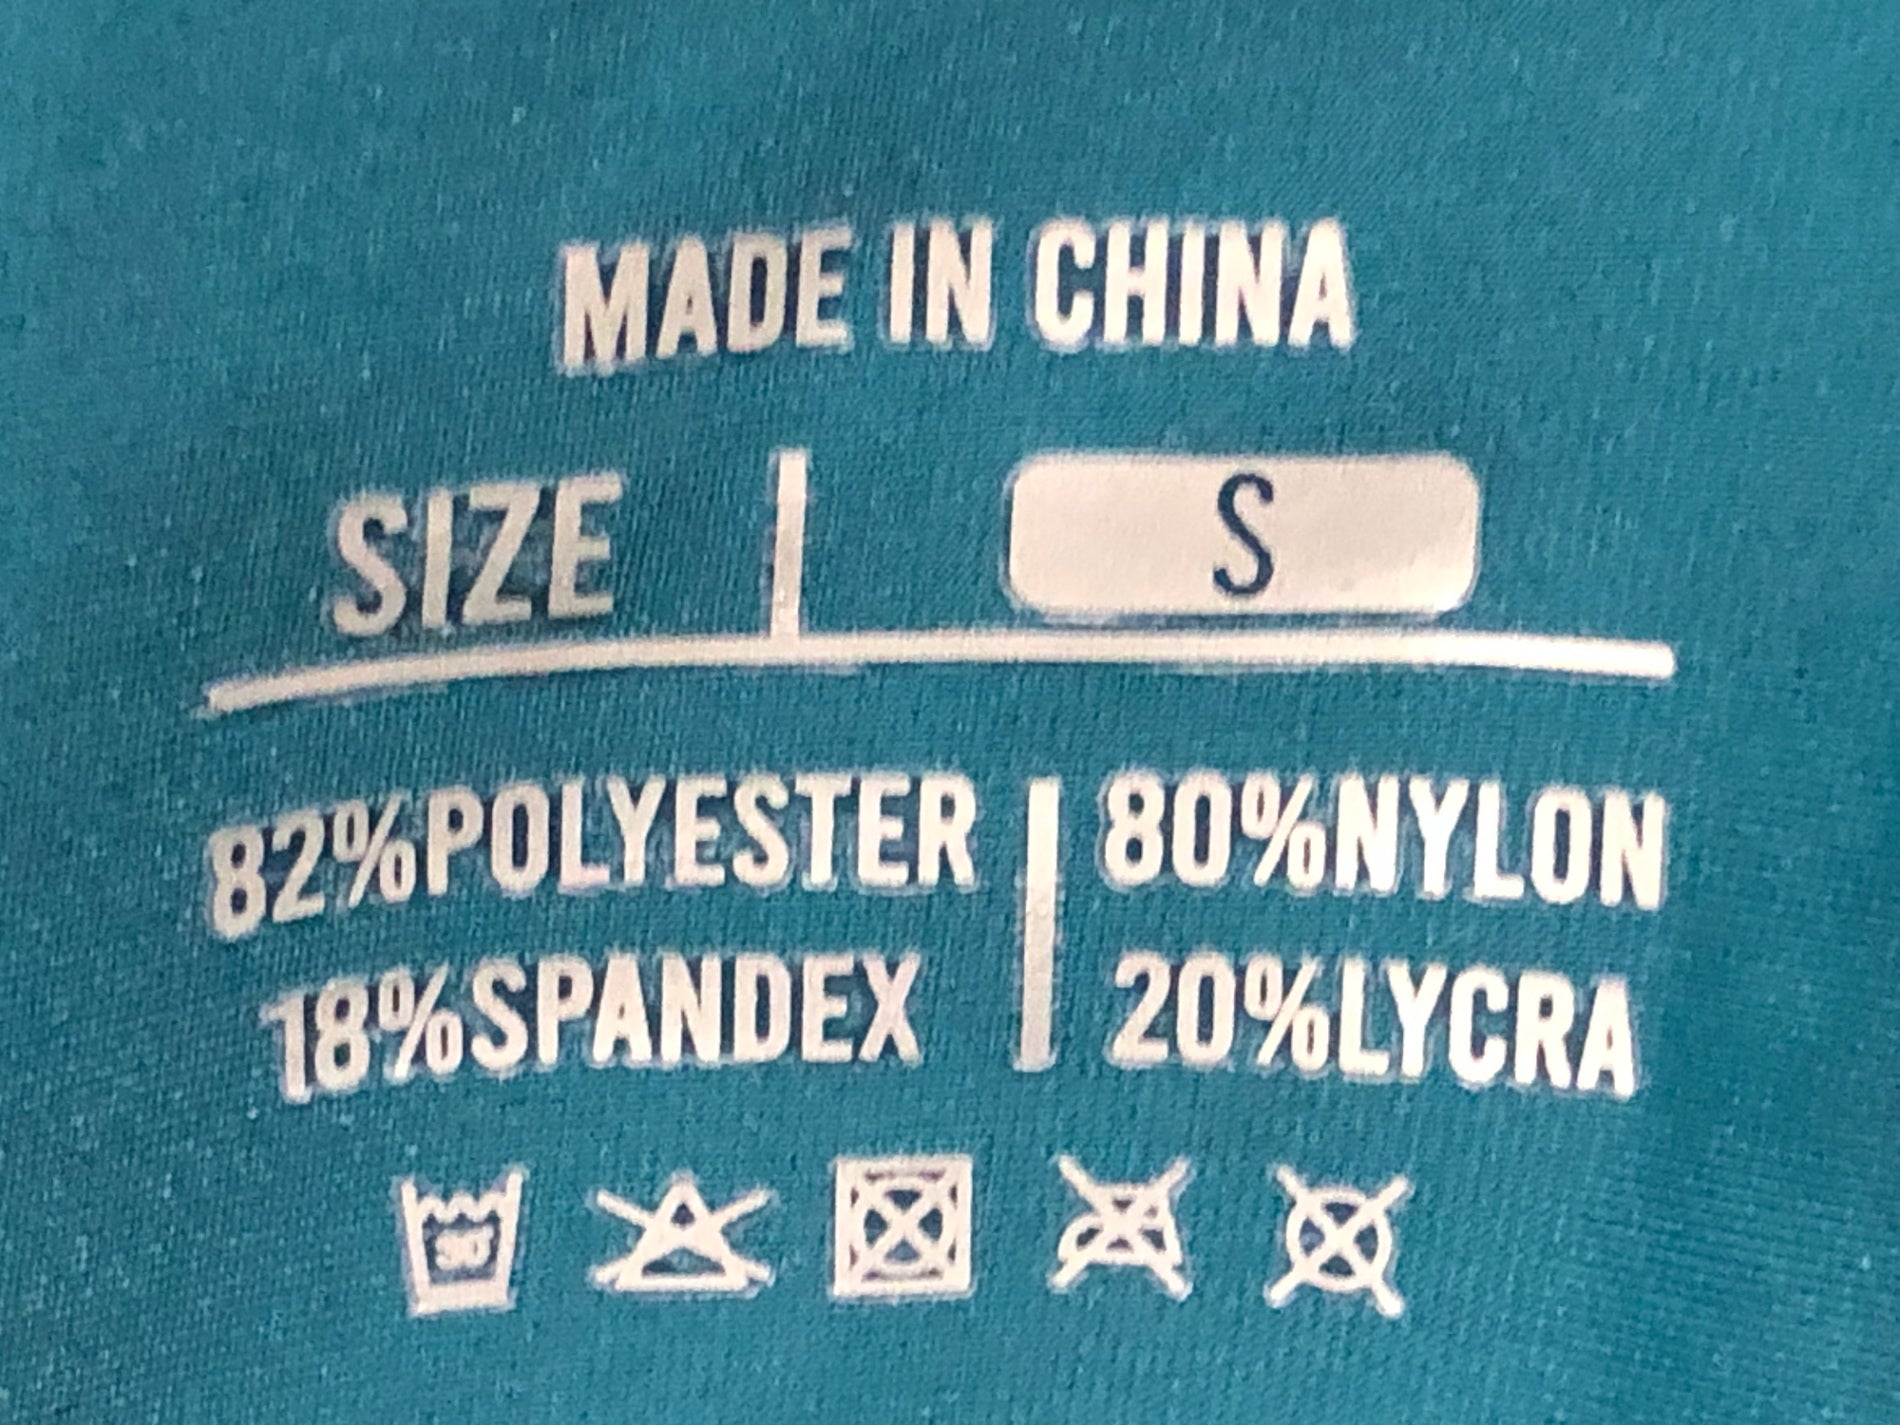 MADE IN CHINA
SIZE | S
82%POLYESTER | 80%NYLON
18%SPANDEX | 20%LYCRA
30°